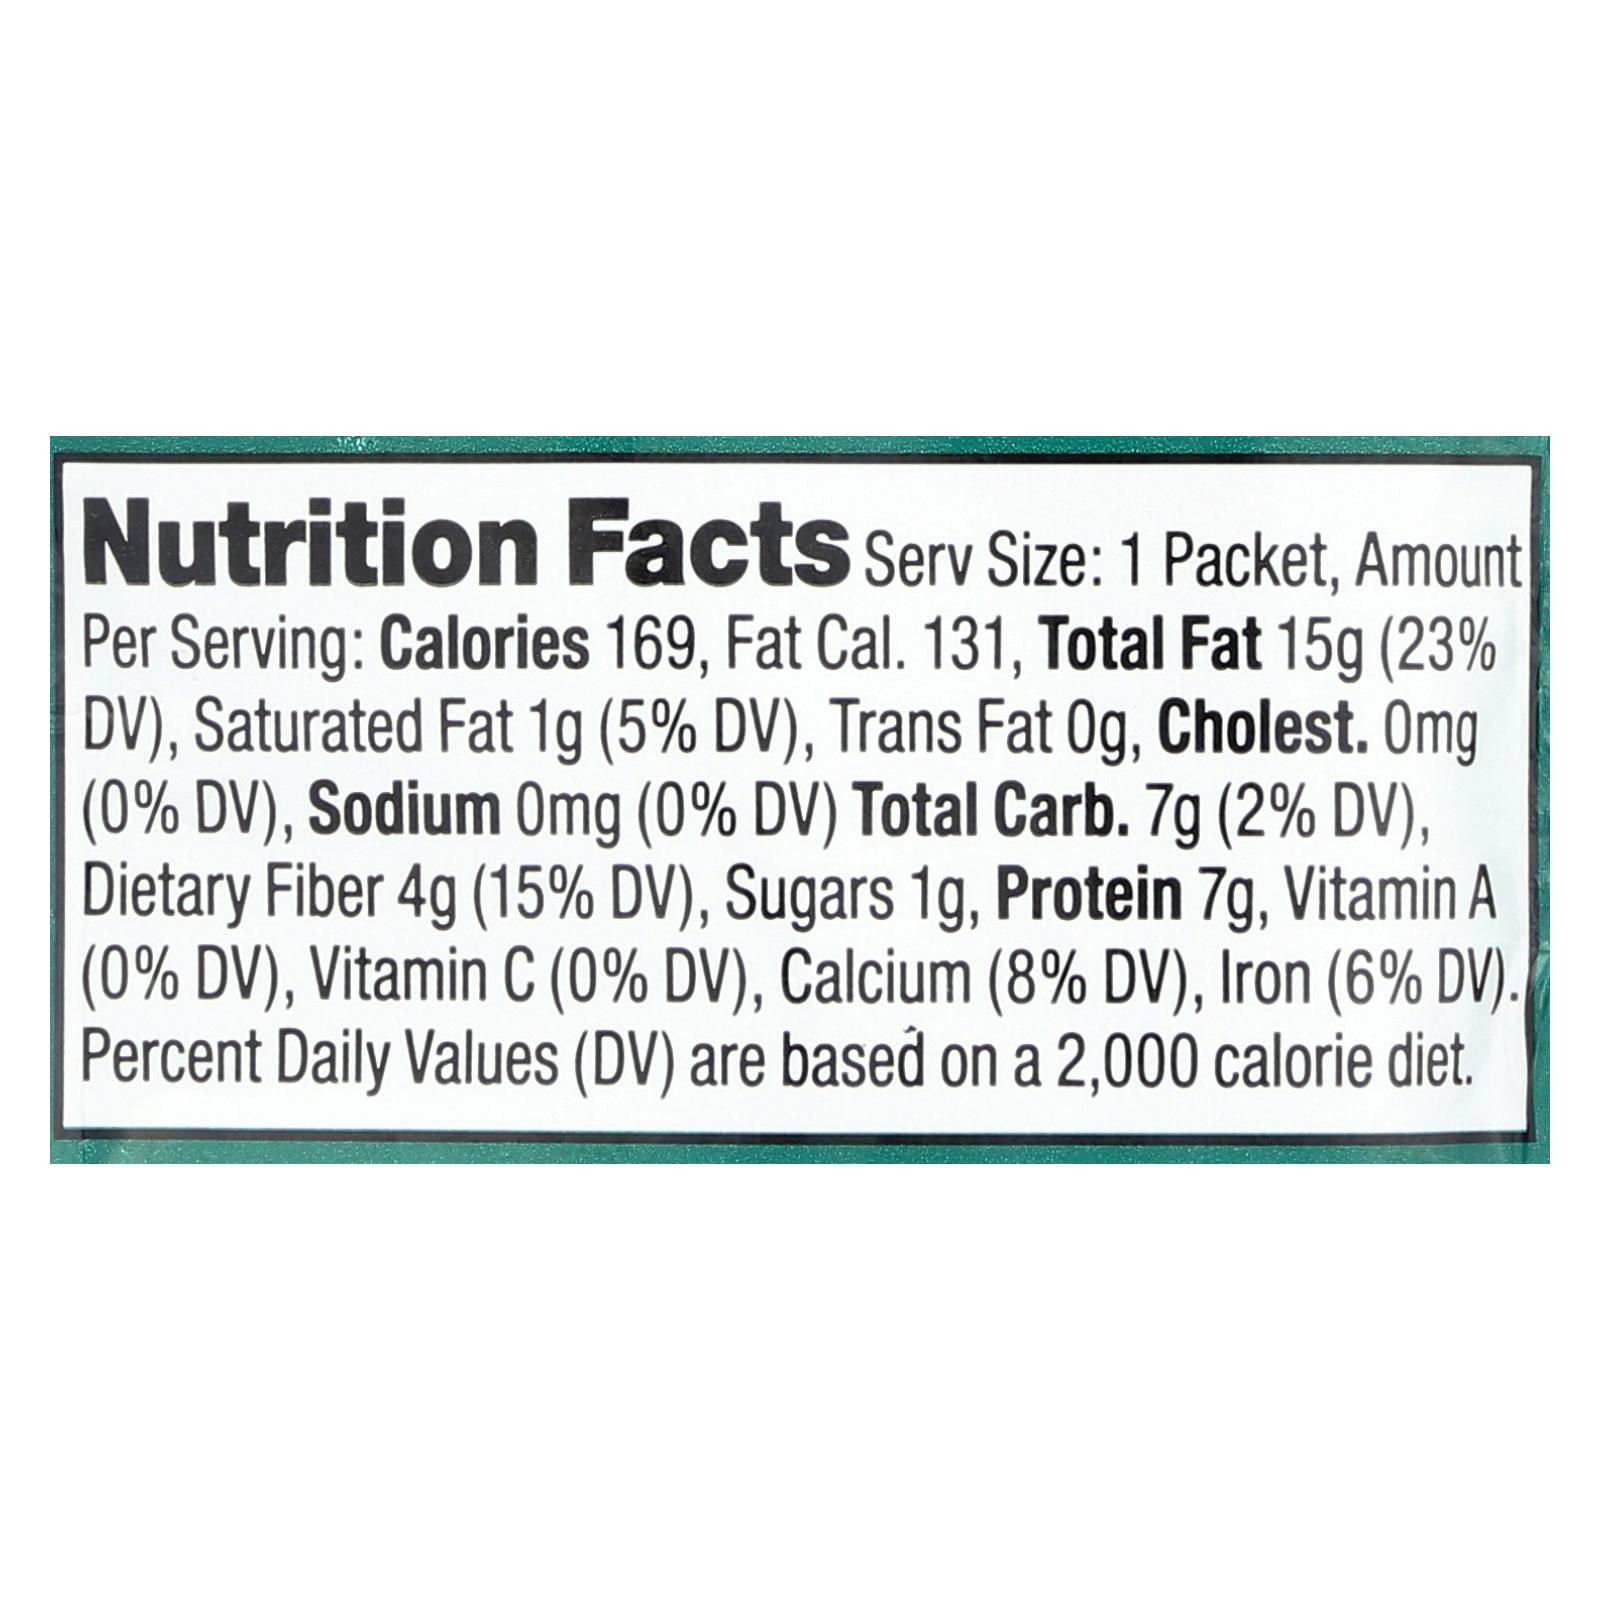 Nutrition Facts Serv Size: 1 Packet, Amount
Per Serving: Calories 169, Fat Cal. 131, Total Fat 15g (23%
DV), Saturated Fat 1g (5% DV), Trans Fat 0g, Cholest. 0mg
(0% DV), Sodium 0mg (0% DV) Total Carb. 7g (2% DV),
Dietary Fiber 4g (15% DV), Sugars 1g, Protein 7g, Vitamin A
(0% DV), Vitamin C (0% DV), Calcium (8% DV), Iron (6% DV).
Percent Daily Values (DV) are based on a 2,000 calorie diet.